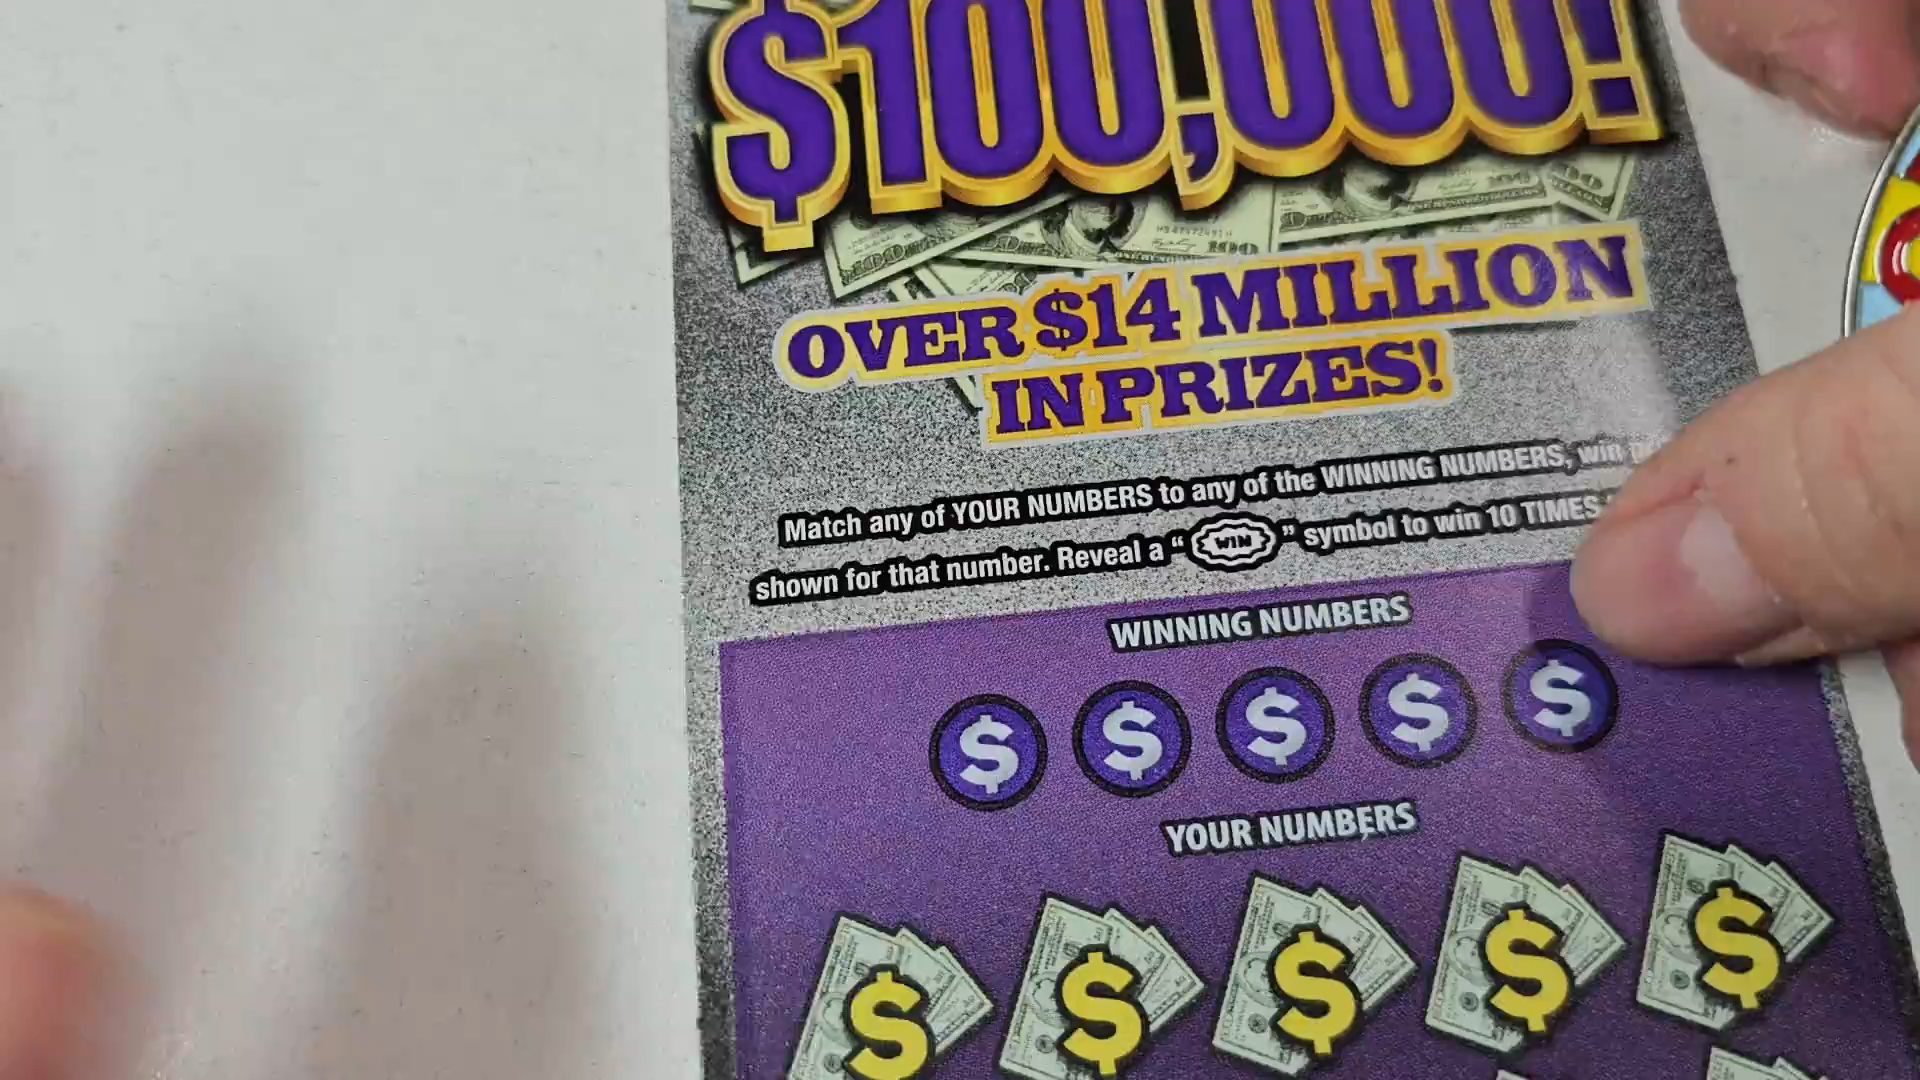 $100,000!
OVER $14 MILLION
IN PRIZES!
Match any of YOUR NUMBERS to any of the WINNING NUMBERS, win
shown for that number. Reveal a “ WIN ” symbol to win 10 TIMES
WINNING NUMBERS
$ $ $ $ $
YOUR NUMBERS
$ $ $ $ $